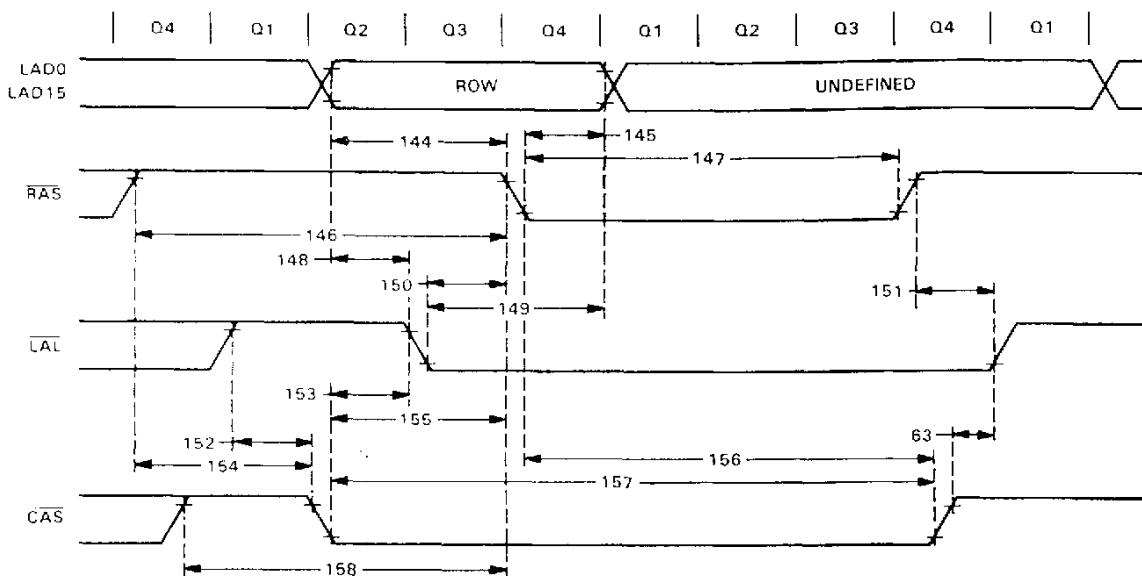 Q4 Q1 Q2 Q3 Q4 Q1 Q2 Q3 Q4 Q1
LAD0
LAD15
ROW
UNDEFINED
144
145
147
RAS
146
148
150
149
151
LAL
153
155
152
154
63
156
157
CAS
158